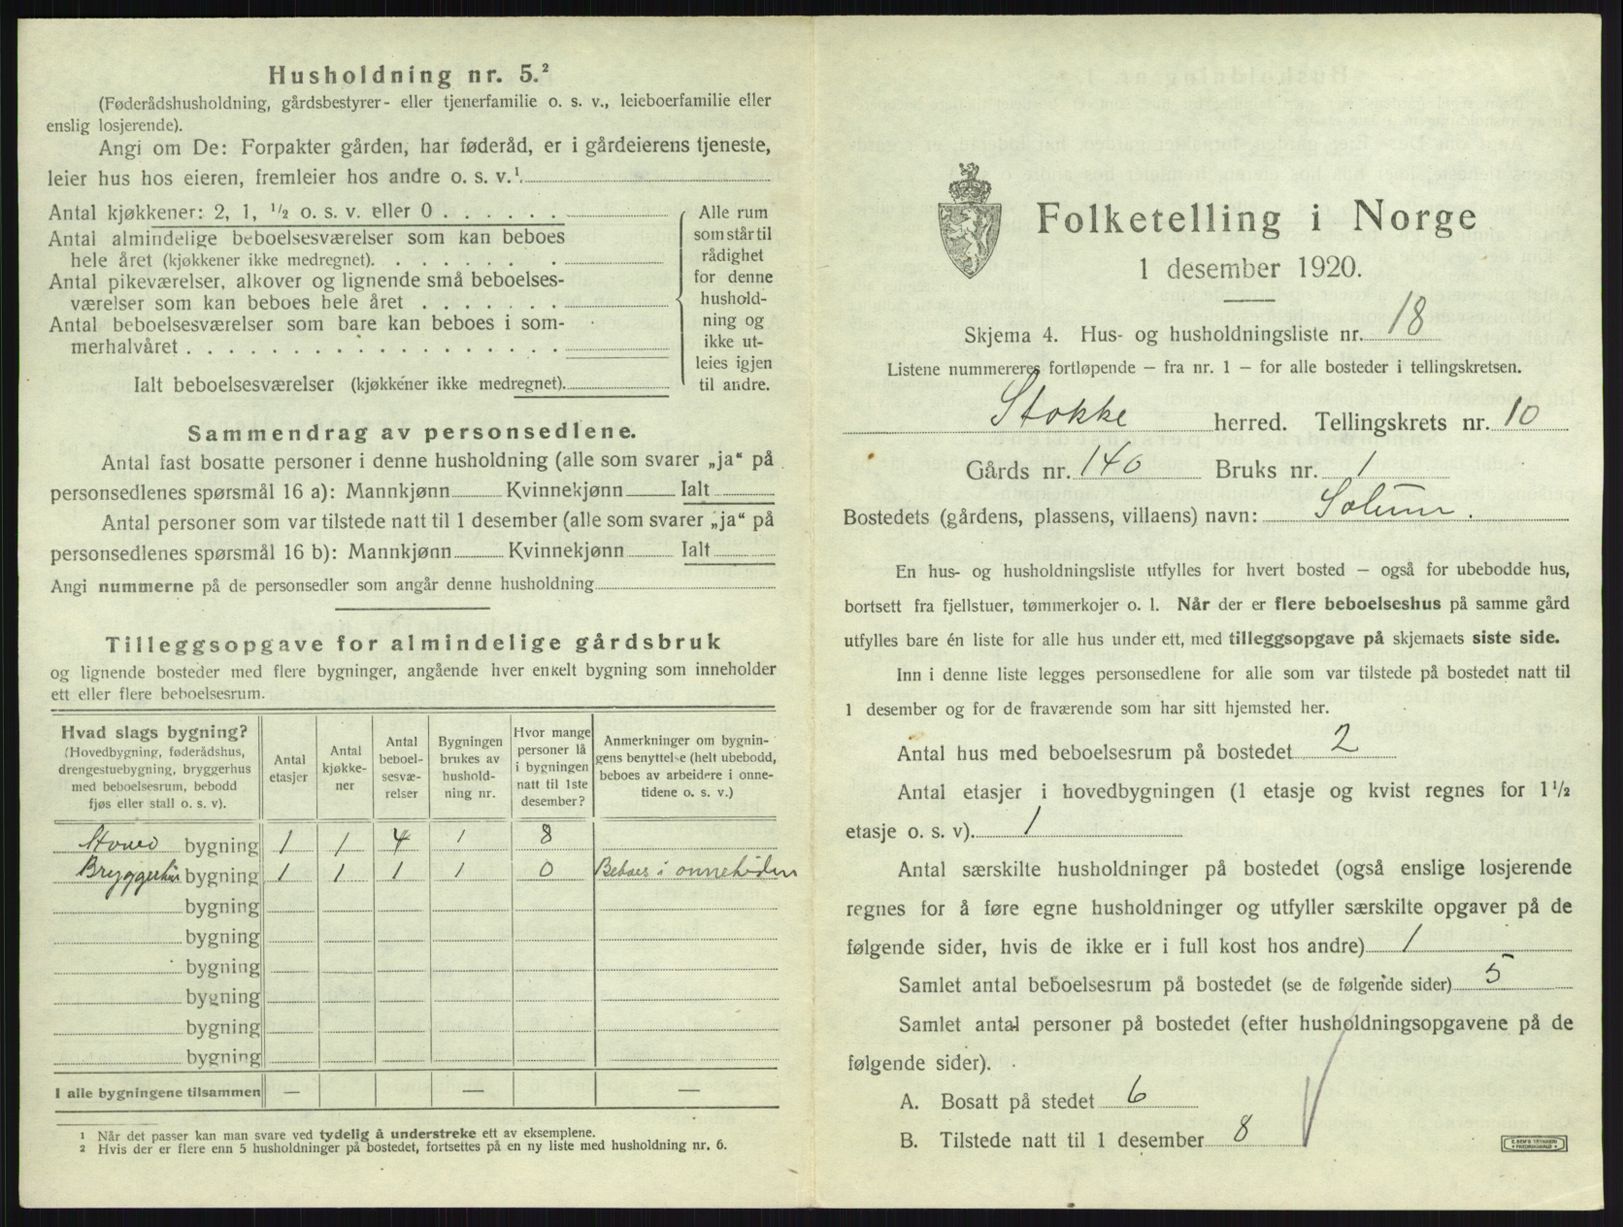 Husholdning nr. 5.²
(Føderådshusholdning, gårdsbestyrer- eller tjenerfamilie o. s. v., leieboerfamilie eller
enslig losjerende).
Angi om De: Forpakter gården, har føderåd, er i gårdeierens tjeneste,
leier hus hos eieren, fremleier hos andre o. s. v.¹
Antal kjøkkener: 2, 1, ½ o. s. v. eller 0
Antal almindelige beboelsesværelser som kan beboes
hele året (kjøkkener ikke medregnet).
Antal pikeværelser, alkover og lignende små beboelses-
værelser som kan beboes hele året
Antal beboelsesværelser som bare kan beboes i som-
merhalvåret
Ialt beboelsesværelser (kjøkkener ikke medregnet).
Alle rum
som står til
rådighet
for denne
hushold-
ning og
ikke ut-
leies igjen
til andre.
Sammendrag av personsedlene.
Antal fast bosatte personer i denne husholdning (alle som svarer „ja“ på
personsedlenes spørsmål 16 a): Mannkjønn Kvinnekjønn Ialt
Antal personer som var tilstede natt til 1 desember (alle som svarer „ja“ på
personsedlenes spørsmål 16 b): Mannkjønn Kvinnekjønn Ialt
Angi nummerne på de personsedler som angår denne husholdning
Tilleggsopgave for almindelige gårdsbruk
og lignende bosteder med flere bygninger, angående hver enkelt bygning som inneholder
ett eller flere beboelsesrum.
Hvad slags bygning?
(Hovedbygning, føderådshus,
drengestuebygning, bryggerhus
med beboelsesrum, bebodd
fjøs eller stall o. s. v).
Antal
etasjer
Antal
kjøkke-
ner
Antal
beboel-
sesvæ-
relser
Bygningen
brukes av
hushold-
ning nr.
Hvor mange
personer lå
i bygningen
natt til 1ste
desember?
Anmerkninger om bygnin-
gens benyttelse (helt ubebodd,
beboes av arbeidere i onne-
tidene o. s. v.)
Hoved bygning 1 1 4 1 8
Bryggerhus bygning 1 1 1 1 0 Beboes i onnetiden
bygning
bygning
bygning
bygning
bygning
bygning
I alle bygningene tilsammen — — —
¹ Når det passer kan man svare ved tydelig å understreke ett av eksemplene.
² Hvis der er flere enn 5 husholdninger på bostedet, fortsettes på en ny liste med husholdning nr. 6.
Folketelling i Norge
1 desember 1920.
Skjema 4. Hus- og husholdningsliste nr. 18
Listene nummereres fortløpende — fra nr. 1 — for alle bosteder i tellingskretsen.
Stokke herred. Tellingskrets nr. 10
Gårds nr. 140 Bruks nr. 1
Bostedets (gårdens, plassens, villaens) navn: Solum.
En hus- og husholdningsliste utfylles for hvert bosted — også for ubebodde hus,
bortsett fra fjellstuer, tømmerkojer o. l. Når der er flere beboelseshus på samme gård
utfylles bare én liste for alle hus under ett, med tilleggsopgave på skjemaets siste side.
Inn i denne liste legges personsedlene for alle som var tilstede på bostedet natt til
1 desember og for de fraværende som har sitt hjemsted her.
Antal hus med beboelsesrum på bostedet 2
Antal etasjer i hovedbygningen (1 etasje og kvist regnes for 1½
etasje o. s. v). 1
Antal særskilte husholdninger på bostedet (også enslige losjerende
regnes for å føre egne husholdninger og utfyller særskilte opgaver på de
følgende sider, hvis de ikke er i full kost hos andre) 1
Samlet antal beboelsesrum på bostedet (se de følgende sider) 5
Samlet antal personer på bostedet (efter husholdningsopgavene på de
følgende sider).
A. Bosatt på stedet 6
B. Tilstede natt til 1 desember 8